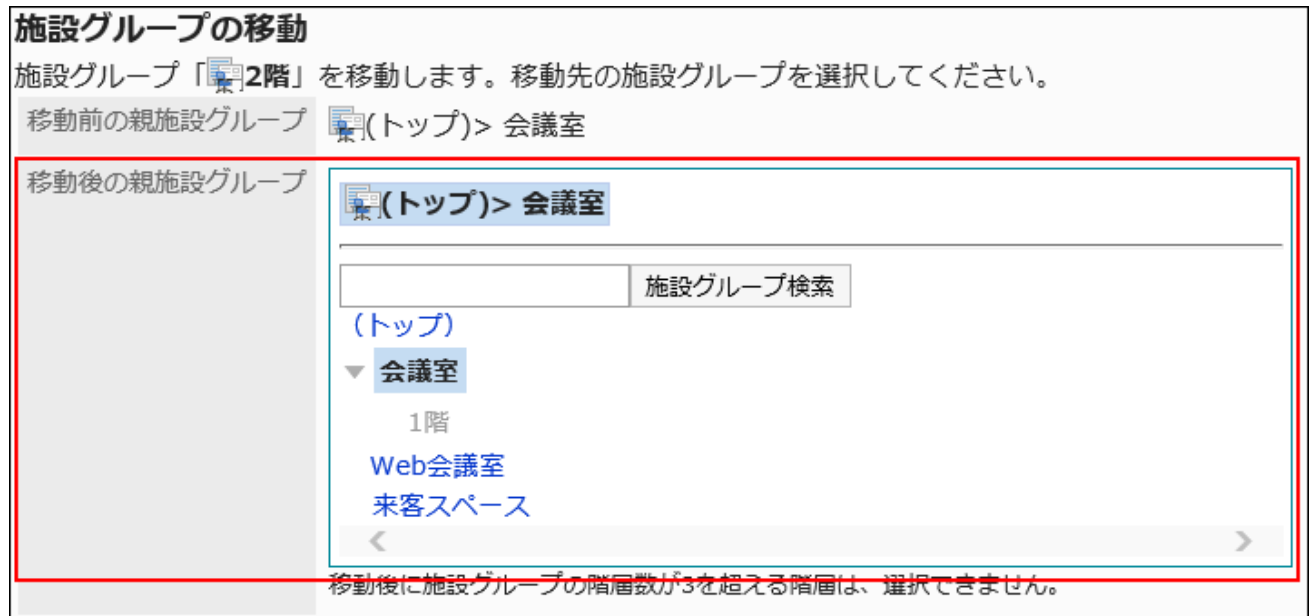 施設グループの移動
施設グループ「2階」を移動します。移動先の施設グループを選択してください。
移動前の親施設グループ (トップ)> 会議室
移動後の親施設グループ (トップ)> 会議室
施設グループ検索
(トップ)
会議室
1階
Web会議室
来客スペース
移動後に施設グループの階層数が3を超える階層は、選択できません。